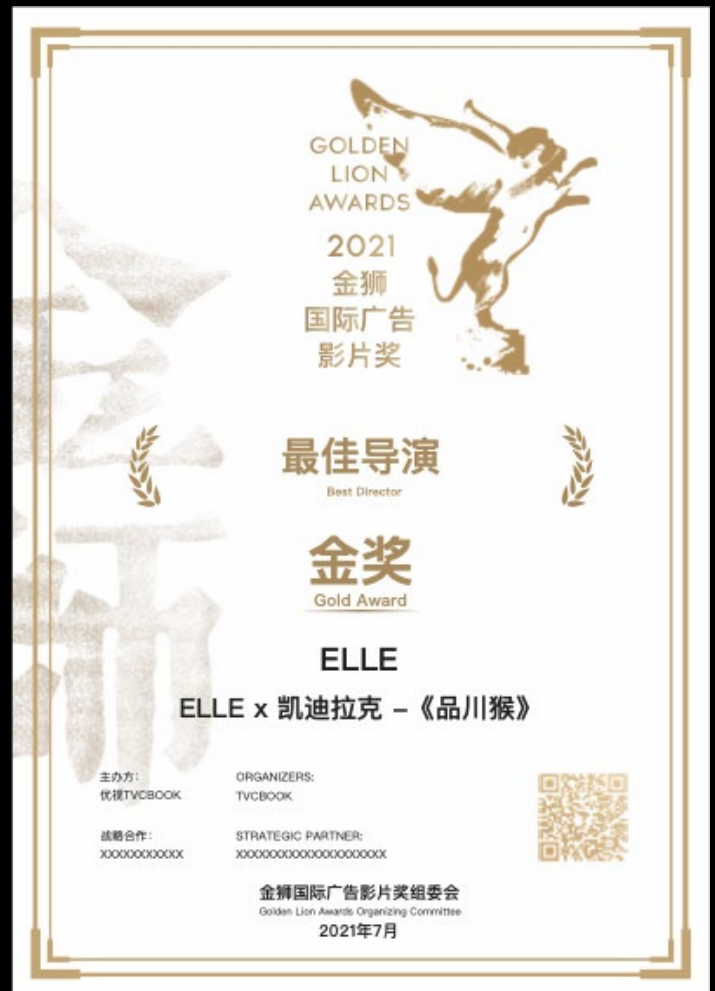 GOLDEN
LION
AWARDS
2021
金狮
国际广告
影片奖
最佳导演
Best Director
金奖
Gold Award
ELLE
ELLE x 凯迪拉克 –《品川猴》
主办方：
优视TVCBOOK
ORGANIZERS:
TVCBOOK
战略合作：
XXXXXXXXXXX
STRATEGIC PARTNER:
XXXXXXXXXXXXXXXXXXXX
金狮国际广告影片奖组委会
Golden Lion Awards Organizing Committee
2021年7月
金狮